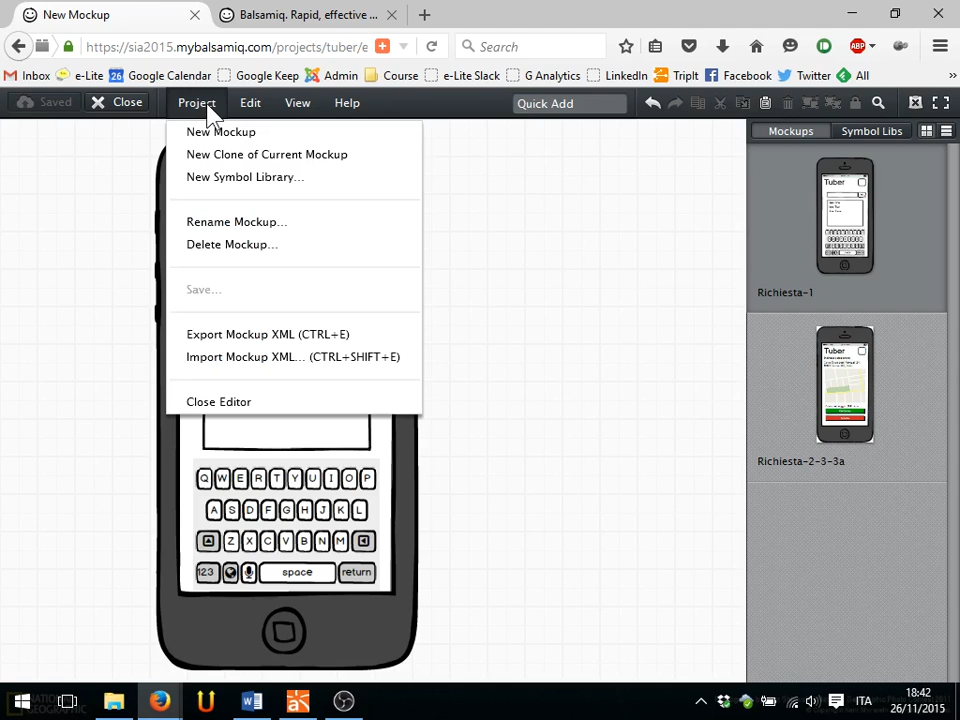 New Mockup
Balsamiq. Rapid, effective ...
https://sia2015.mybalsamiq.com/projects/tuber/e
Search
Inbox
e-Lite
26
Google Calendar
Google Keep
Admin
Course
e-Lite Slack
G Analytics
LinkedIn
TripIt
Facebook
Twitter
All
ABP
Saved
Close
Project
Edit
View
Help
Quick Add
New Mockup
New Clone of Current Mockup
New Symbol Library...
Rename Mockup...
Delete Mockup...
Save...
Export Mockup XML (CTRL+E)
Import Mockup XML... (CTRL+SHIFT+E)
Close Editor
Q W E R T Y U I O P
A S D F G H J K L
Z X C V B N M
123
space
return
Mockups
Symbol Libs
Tuber
Richiesta-1
Tuber
Richiesta-2-3-3a
ITA
18:42
26/11/2015